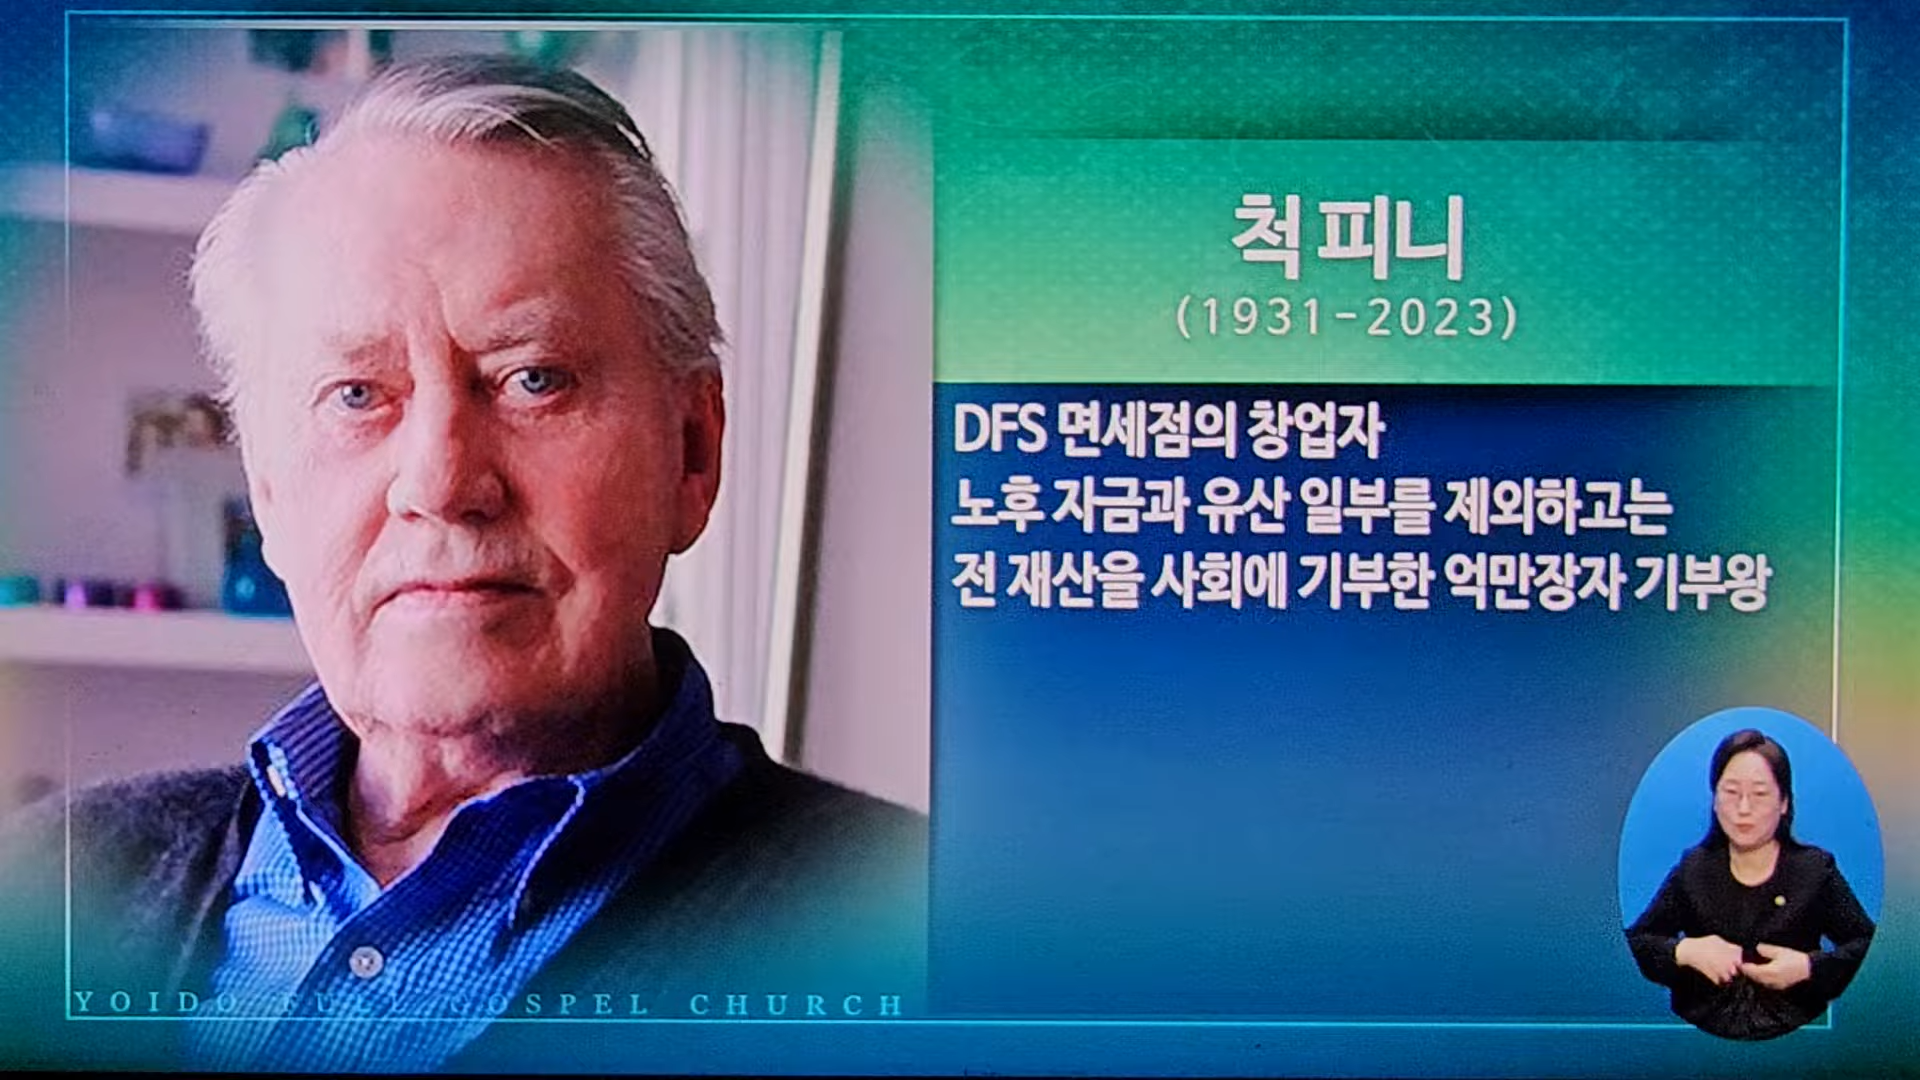 척 피니
(1931-2023)
DFS 면세점의 창업자
노후 자금과 유산 일부를 제외하고는
전 재산을 사회에 기부한 억만장자 기부왕
YOIDO FULL GOSPEL CHURCH